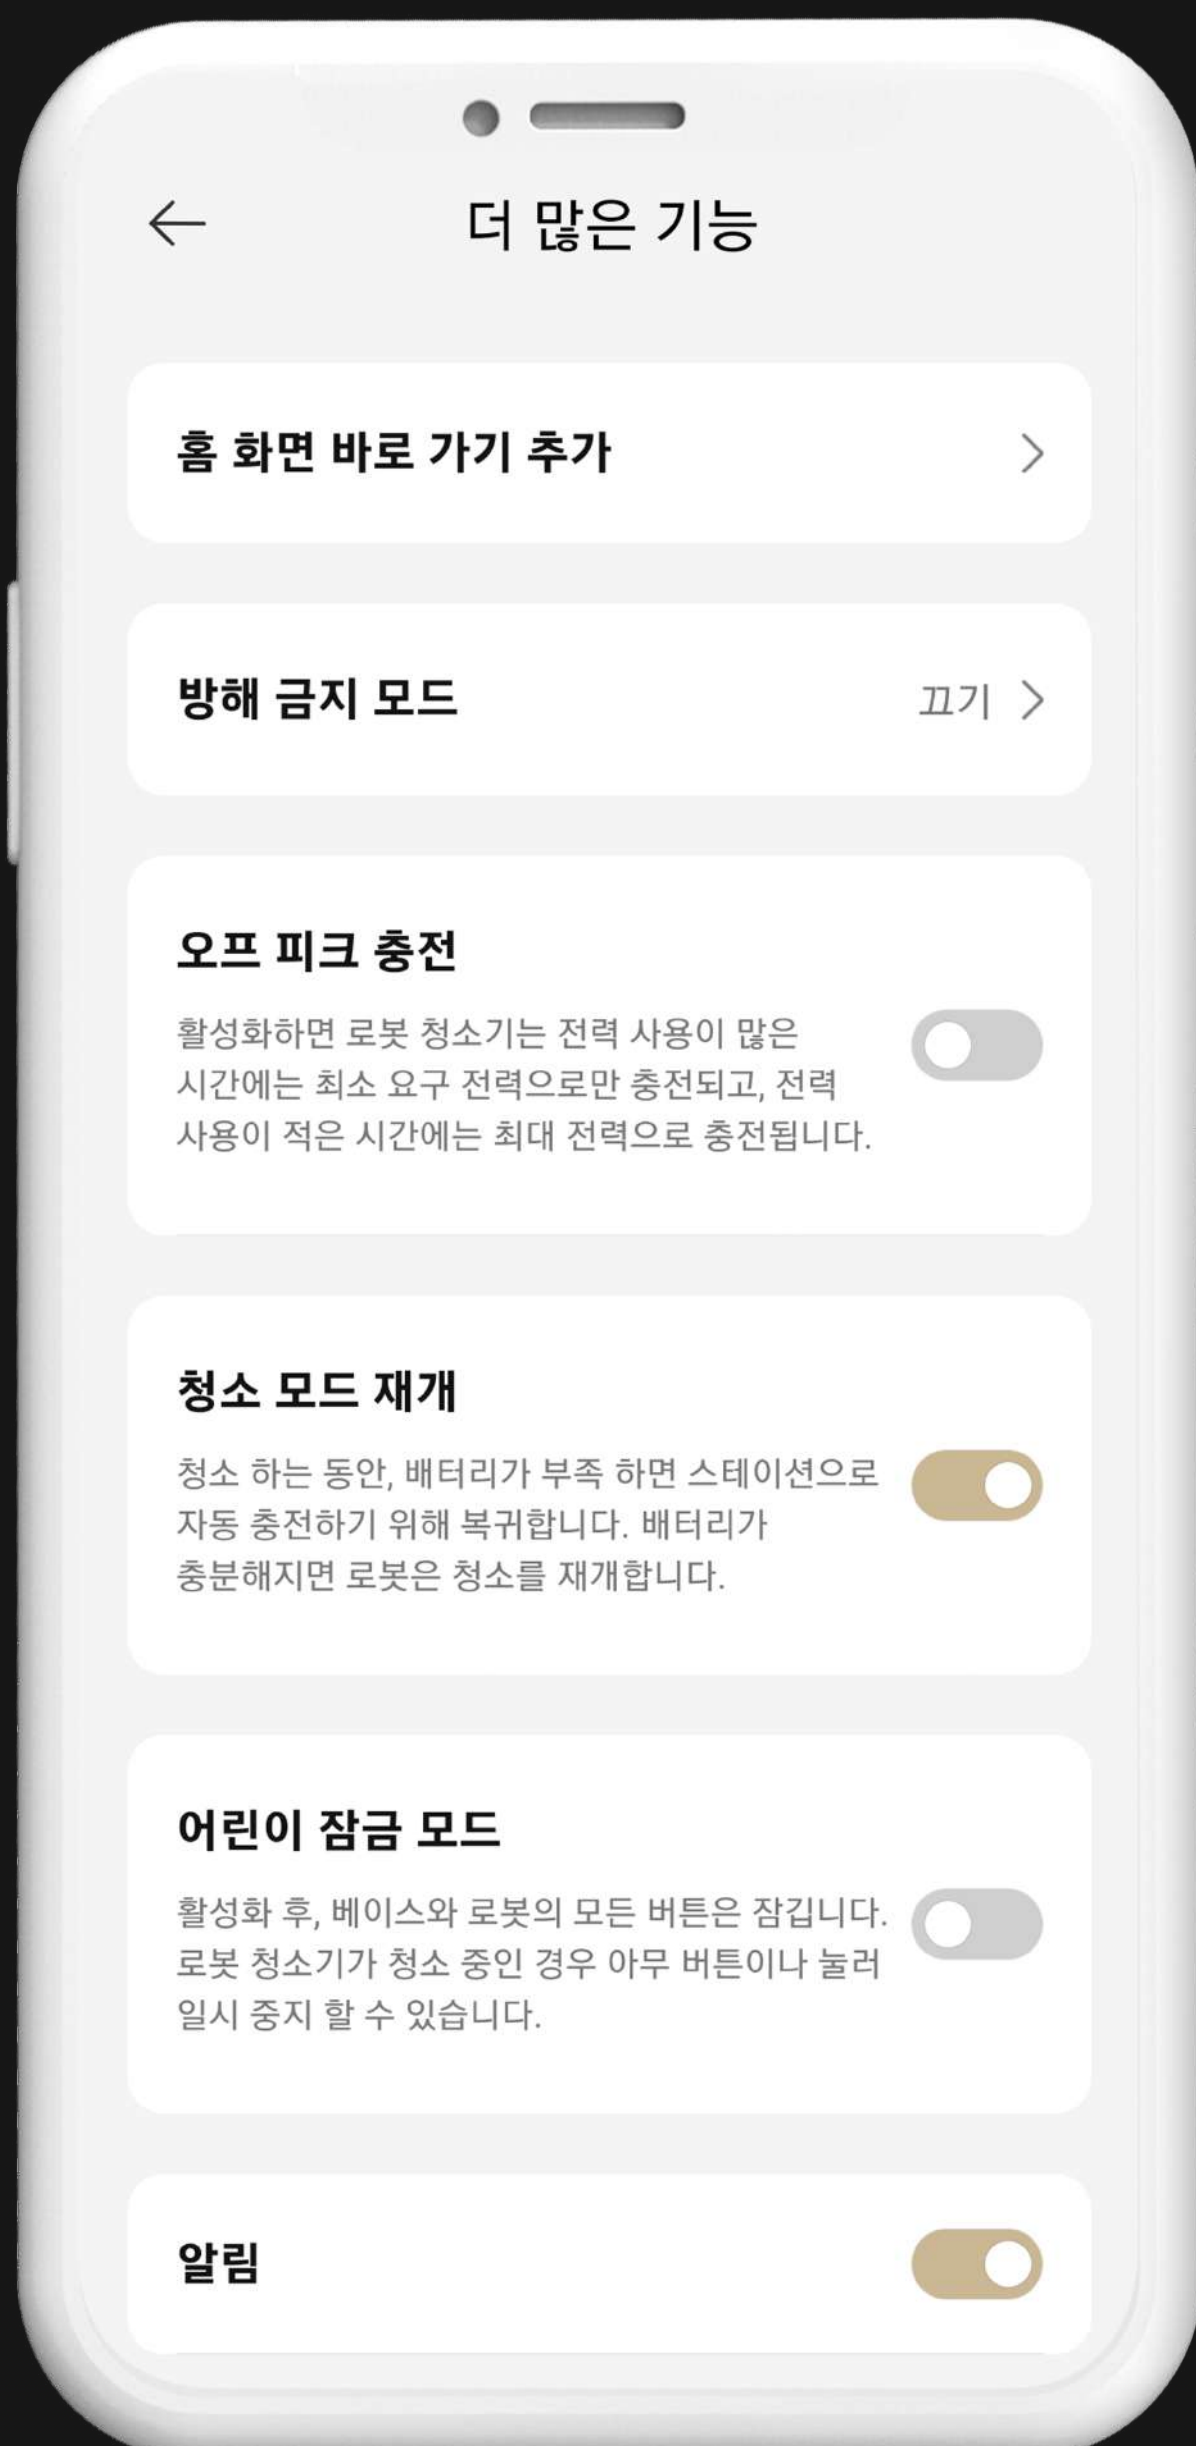 더 많은 기능
홈 화면 바로 가기 추가
방해 금지 모드
끄기
오프 피크 충전
활성화하면 로봇 청소기는 전력 사용이 많은
시간에는 최소 요구 전력으로만 충전되고, 전력
사용이 적은 시간에는 최대 전력으로 충전됩니다.
청소 모드 재개
청소 하는 동안, 배터리가 부족 하면 스테이션으로
자동 충전하기 위해 복귀합니다. 배터리가
충분해지면 로봇은 청소를 재개합니다.
어린이 잠금 모드
활성화 후, 베이스와 로봇의 모든 버튼은 잠깁니다.
로봇 청소기가 청소 중인 경우 아무 버튼이나 눌러
일시 중지 할 수 있습니다.
알림